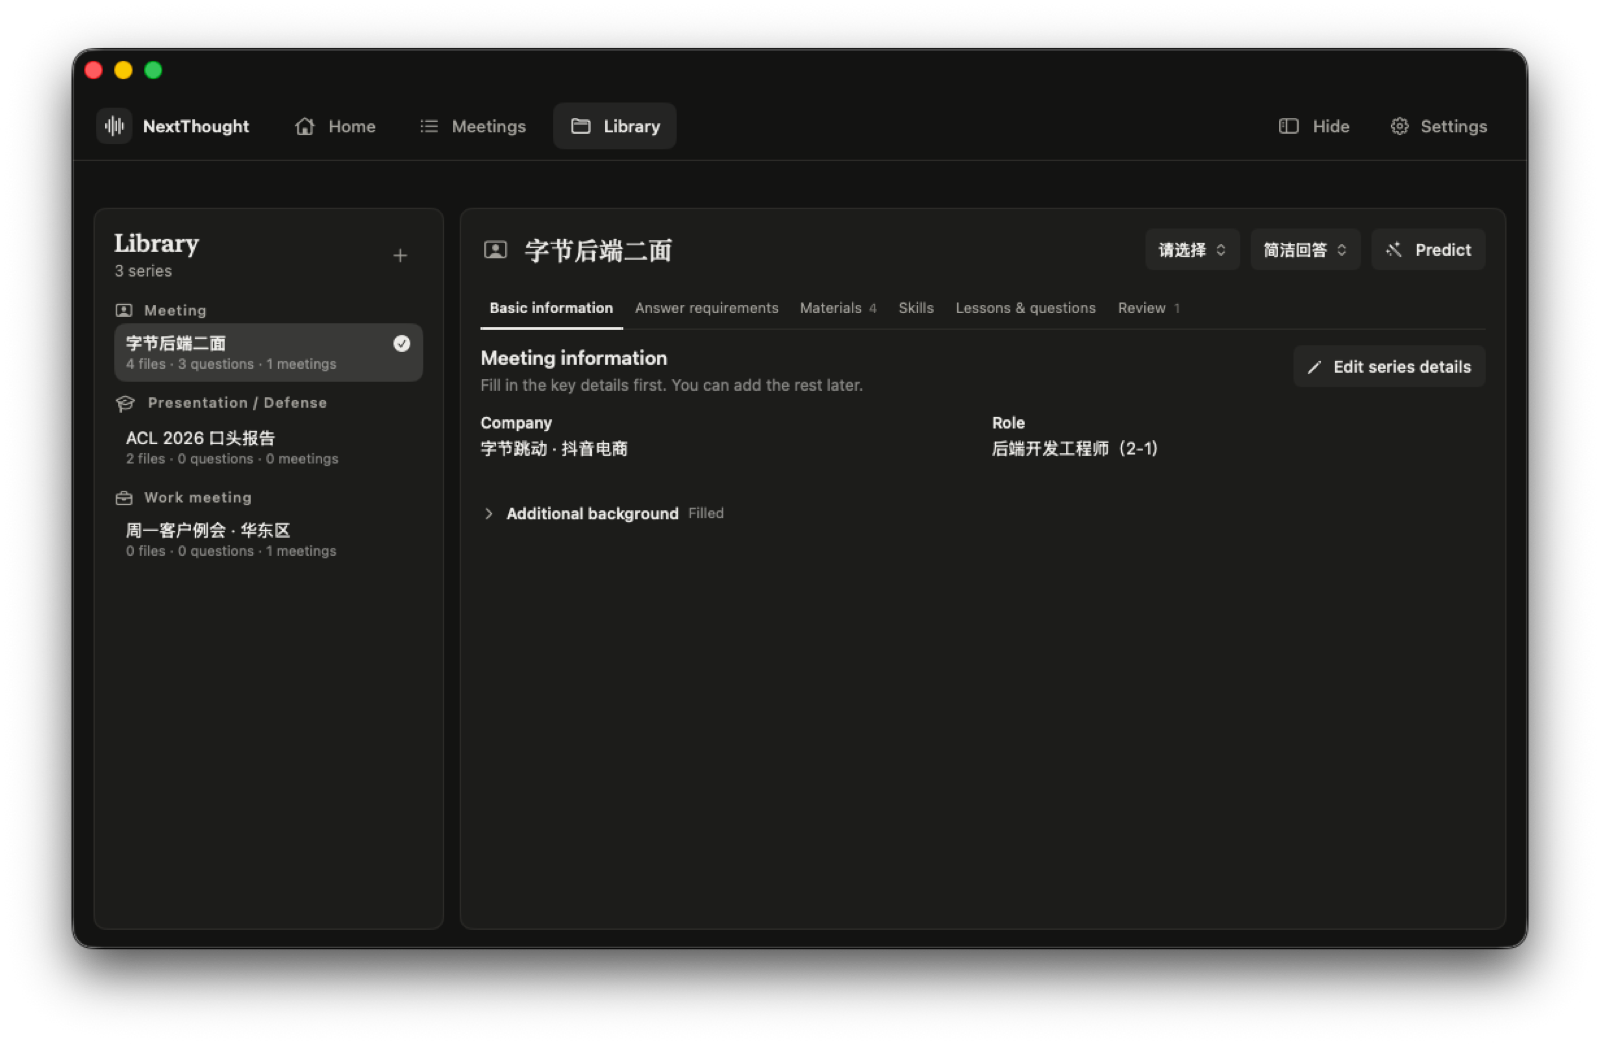 NextThought
Home
Meetings
Library
Hide
Settings
Library
3 series
Meeting
字节后端二面
4 files · 3 questions · 1 meetings
Presentation / Defense
ACL 2026 口头报告
2 files · 0 questions · 0 meetings
Work meeting
周一客户例会 · 华东区
0 files · 0 questions · 1 meetings
字节后端二面
请选择
简洁回答
Predict
Basic information
Answer requirements
Materials 4
Skills
Lessons & questions
Review 1
Meeting information
Fill in the key details first. You can add the rest later.
Edit series details
Company
字节跳动 · 抖音电商
Role
后端开发工程师（2-1）
Additional background Filled